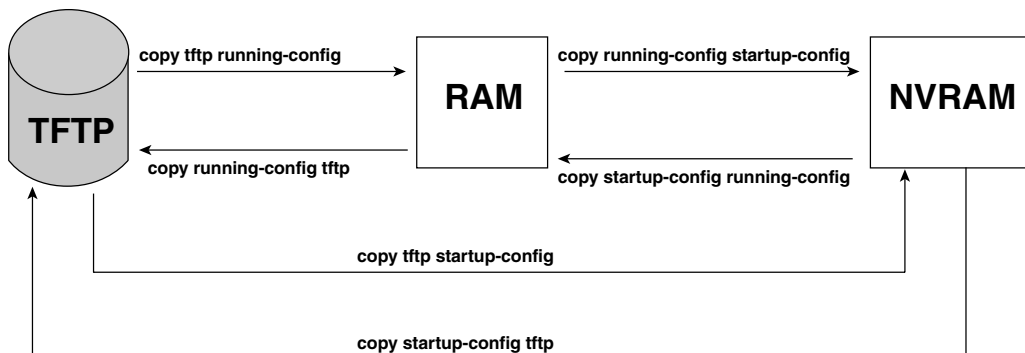 copy tftp running-config
copy running-config startup-config
TFTP
RAM
NVRAM
copy running-config tftp
copy startup-config running-config
copy tftp startup-config
copy startup-config tftp